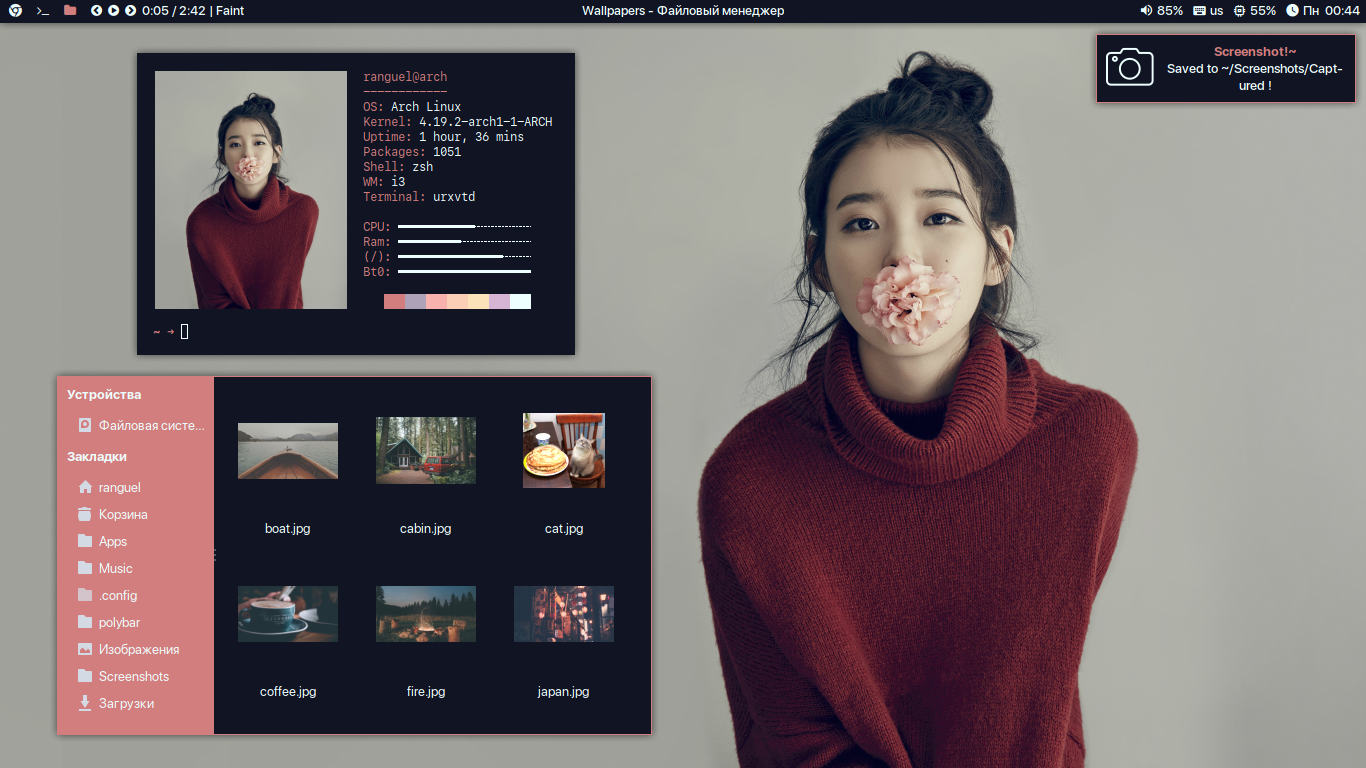 0:05 / 2:42 | Faint
Wallpapers - Файловый менеджер
85% us 55% Пн 00:44
Screenshot!~
Saved to ~/Screenshots/Capt-
ured !
ranguel@arch
------------
OS: Arch Linux
Kernel: 4.19.2-arch1-1-ARCH
Uptime: 1 hour, 36 mins
Packages: 1051
Shell: zsh
WM: i3
Terminal: urxvtd
CPU:
Ram:
(/):
Bt0:
~ →
Устройства
Файловая систе...
Закладки
ranguel
Корзина
Apps
Music
.config
polybar
Изображения
Screenshots
Загрузки
boat.jpg
cabin.jpg
cat.jpg
coffee.jpg
fire.jpg
japan.jpg